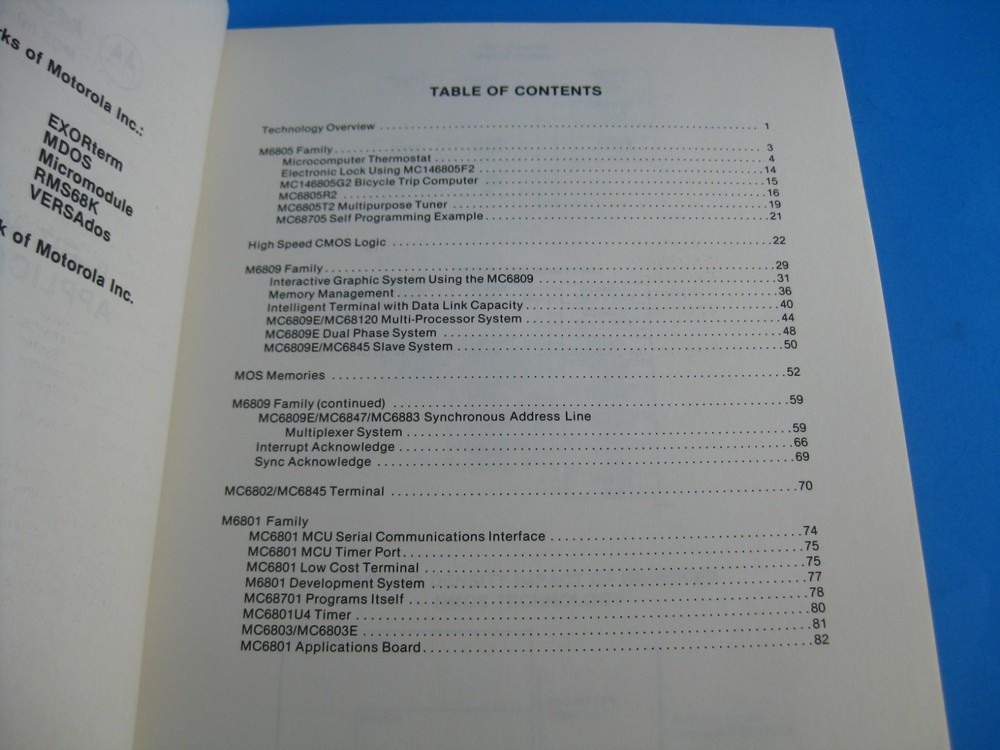 rks of Motorola Inc.:
EXORterm
MDOS
Micromodule
RMS68K
VERSAdos
k of Motorola Inc.
TABLE OF CONTENTS
Technology Overview ........ 1
M6805 Family ........ 3
Microcomputer Thermostat ........ 4
Electronic Lock Using MC146805F2 ........ 14
MC146805G2 Bicycle Trip Computer ........ 15
MC6805R2 ........ 16
MC6805T2 Multipurpose Tuner ........ 19
MC68705 Self Programming Example ........ 21
High Speed CMOS Logic ........ 22
M6809 Family ........ 29
Interactive Graphic System Using the MC6809 ........ 31
Memory Management ........ 36
Intelligent Terminal with Data Link Capacity ........ 40
MC6809E/MC68120 Multi-Processor System ........ 44
MC6809E Dual Phase System ........ 48
MC6809E/MC6845 Slave System ........ 50
MOS Memories ........ 52
M6809 Family (continued) ........ 59
MC6809E/MC6847/MC6883 Synchronous Address Line
Multiplexer System ........ 59
Interrupt Acknowledge ........ 66
Sync Acknowledge ........ 69
MC6802/MC6845 Terminal ........ 70
M6801 Family
MC6801 MCU Serial Communications Interface ........ 74
MC6801 MCU Timer Port ........ 75
MC6801 Low Cost Terminal ........ 75
M6801 Development System ........ 77
MC68701 Programs Itself ........ 78
MC6801U4 Timer ........ 80
MC6803/MC6803E ........ 81
MC6801 Applications Board ........ 82